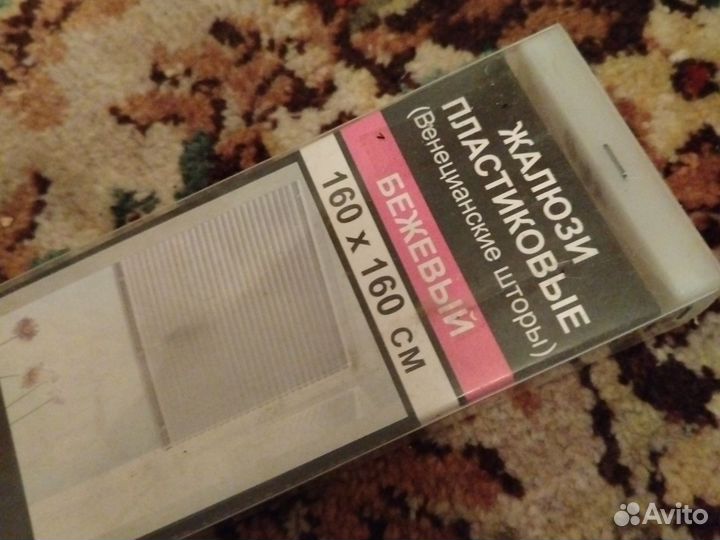 ЖАЛЮЗИ
ПЛАСТИКОВЫЕ
(Венецианские шторы)
БЕЖЕВЫЙ
160 х 160 см
Avito